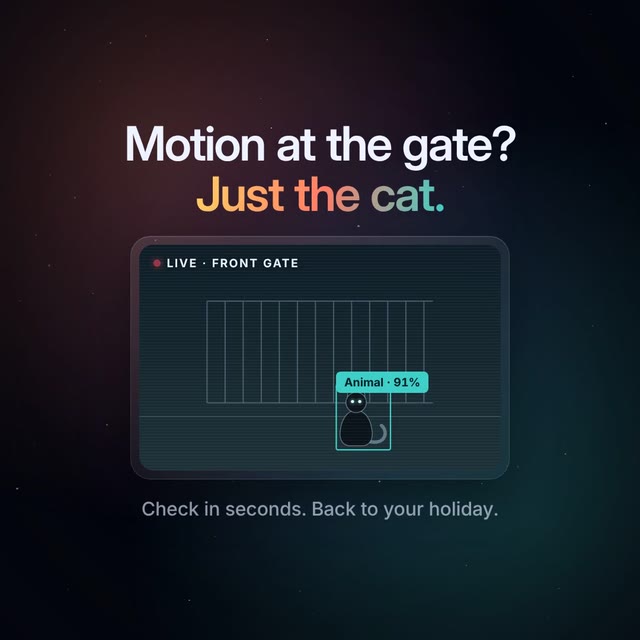 Motion at the gate?
Just the cat.
LIVE · FRONT GATE
Animal · 91%
Check in seconds. Back to your holiday.